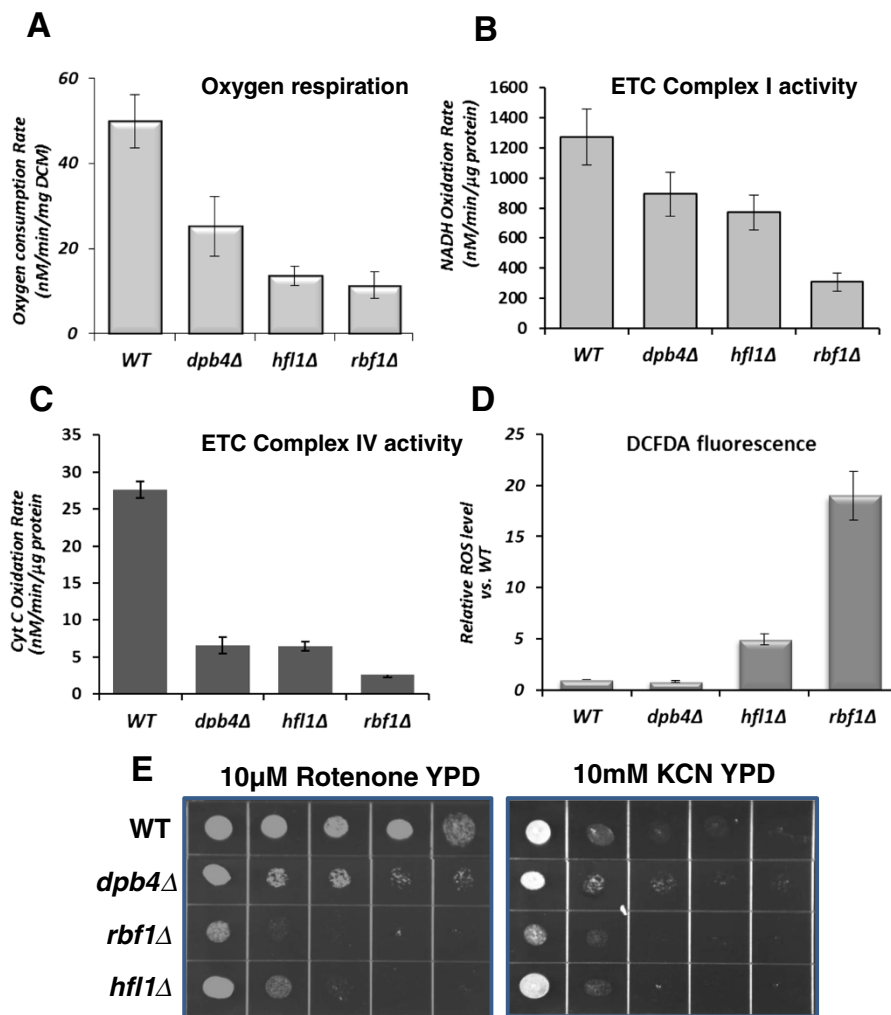 A
Oxygen respiration
Oxygen consumption Rate
(nM/min/mg DCM)
60
40
20
0
WT dpb4Δ hfl1Δ rbf1Δ
B
ETC Complex I activity
NADH Oxidation Rate
(nM/min/µg protein)
1600
1400
1200
1000
800
600
400
200
0
WT dpb4Δ hfl1Δ rbf1Δ
C
ETC Complex IV activity
Cyt C Oxidation Rate
(nM/min/µg protein)
35
30
25
20
15
10
5
0
WT dpb4Δ hfl1Δ rbf1Δ
D
DCFDA fluorescence
Relative ROS level
vs. WT
25
20
15
10
5
0
WT dpb4Δ hfl1Δ rbf1Δ
E
10µM Rotenone YPD
10mM KCN YPD
WT
dpb4Δ
rbf1Δ
hfl1Δ